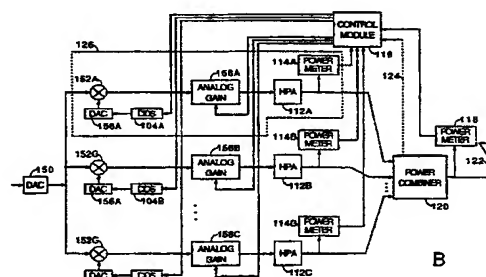 CONTROL
MODULE
116
126
158A
114A
POWER
METER
152A
ANALOG
GAIN
HPA
124
DAC
DDS
156A
104A
112A
118
POWER
METER
152G
158B
114B
POWER
METER
122
150
DAC
ANALOG
GAIN
HPA
POWER
COMBINER
DAC
DDS
156A
104B
112B
120
152G
158C
114G
POWER
METER
ANALOG
GAIN
HPA
B
DAC
DDS
112C